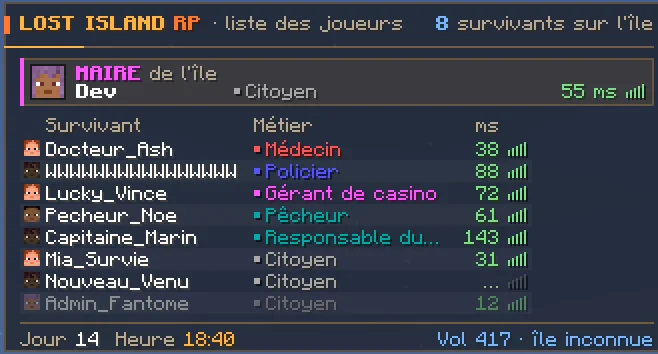 LOST ISLAND RP · liste des joueurs 8 survivants sur l'île
MAIRE de l'île
Dev ▪Citoyen 55 ms
Survivant Métier ms
Docteur_Ash ▪Médecin 38
WWWWWWWWWWWWWWWW ▪Policier 88
Lucky_Vince ▪Gérant de casino 72
Pecheur_Noe ▪Pêcheur 61
Capitaine_Marin ▪Responsable du... 143
Mia_Survie ▪Citoyen 31
Nouveau_Venu ▪Citoyen ...
Admin_Fantome ▪Citoyen 12
Jour 14 Heure 18:40 Vol 417 · île inconnue